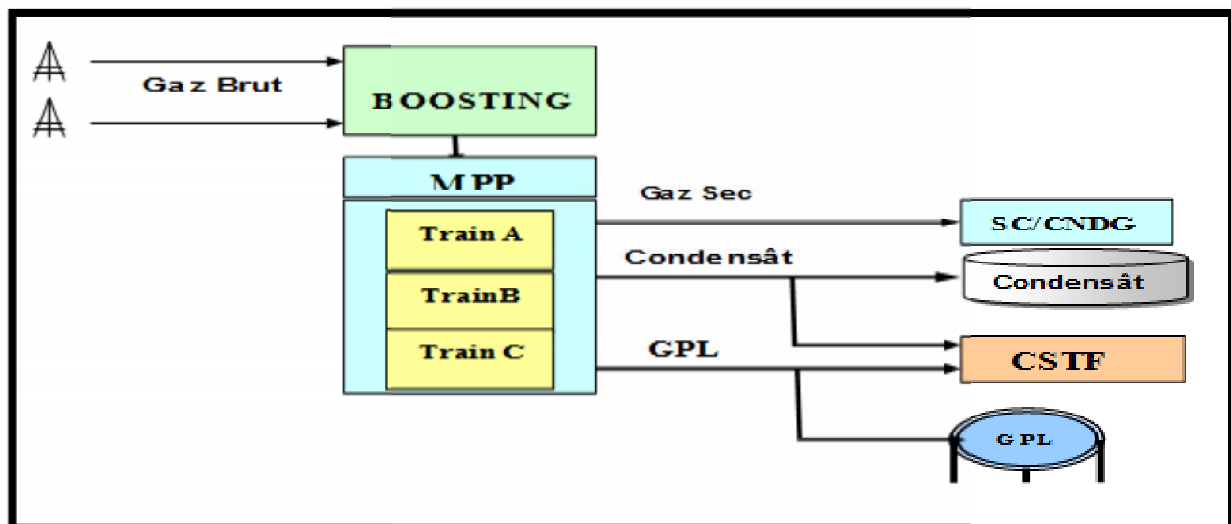 Gaz Brut
BOOSTING
MPP
Train A
TrainB
Train C
Gaz Sec
Condensât
GPL
SC/CNDG
Condensât
CSTF
GPL